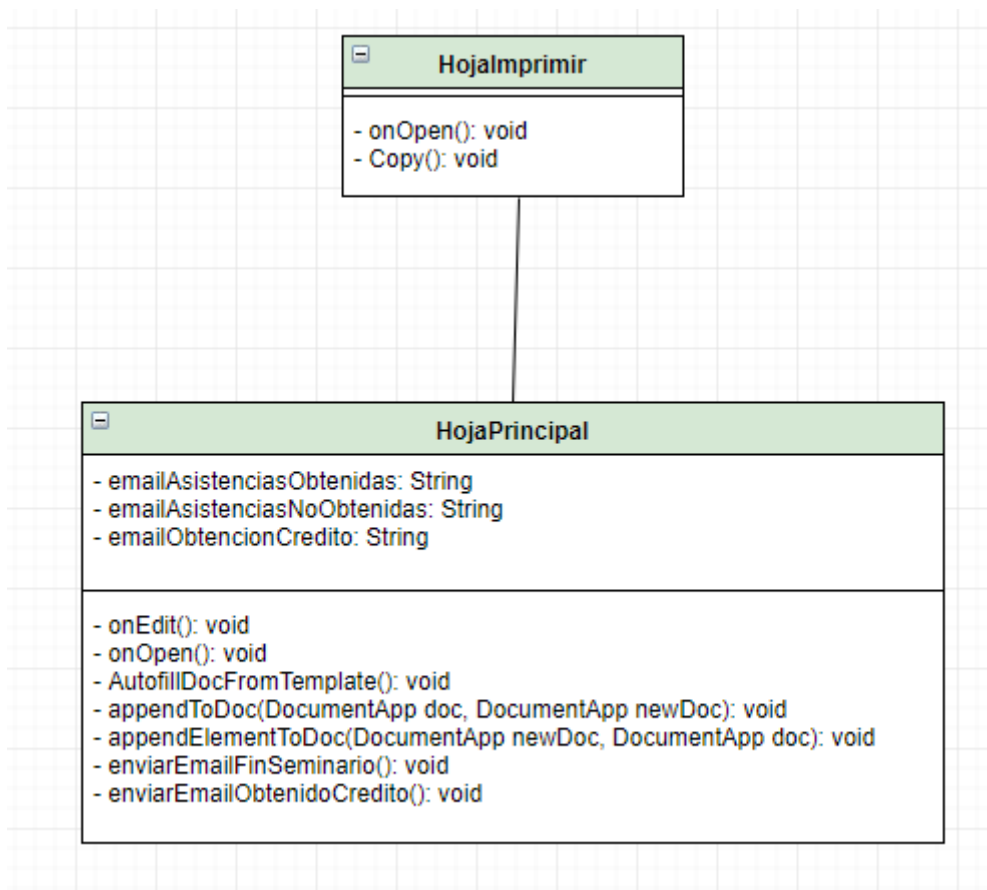 HojaImprimir
- onOpen(): void
- Copy(): void
HojaPrincipal
- emailAsistenciasObtenidas: String
- emailAsistenciasNoObtenidas: String
- emailObtencionCredito: String
- onEdit(): void
- onOpen(): void
- AutofillDocFromTemplate(): void
- appendToDoc(DocumentApp doc, DocumentApp newDoc): void
- appendElementToDoc(DocumentApp newDoc, DocumentApp doc): void
- enviarEmailFinSeminario(): void
- enviarEmailObtenidoCredito(): void